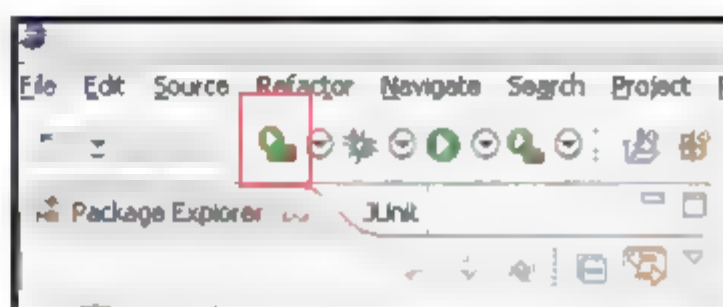 File Edit Source Refactor Navigate Search Project
Package Explorer JUnit